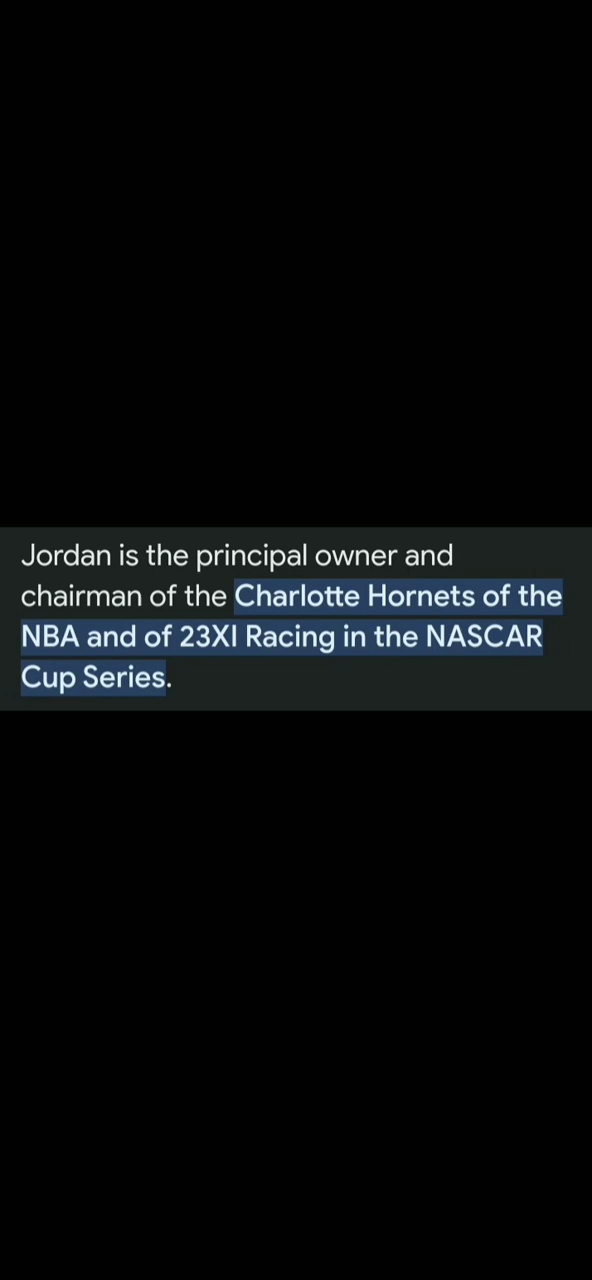 Jordan is the principal owner and
chairman of the Charlotte Hornets of the
NBA and of 23XI Racing in the NASCAR
Cup Series.